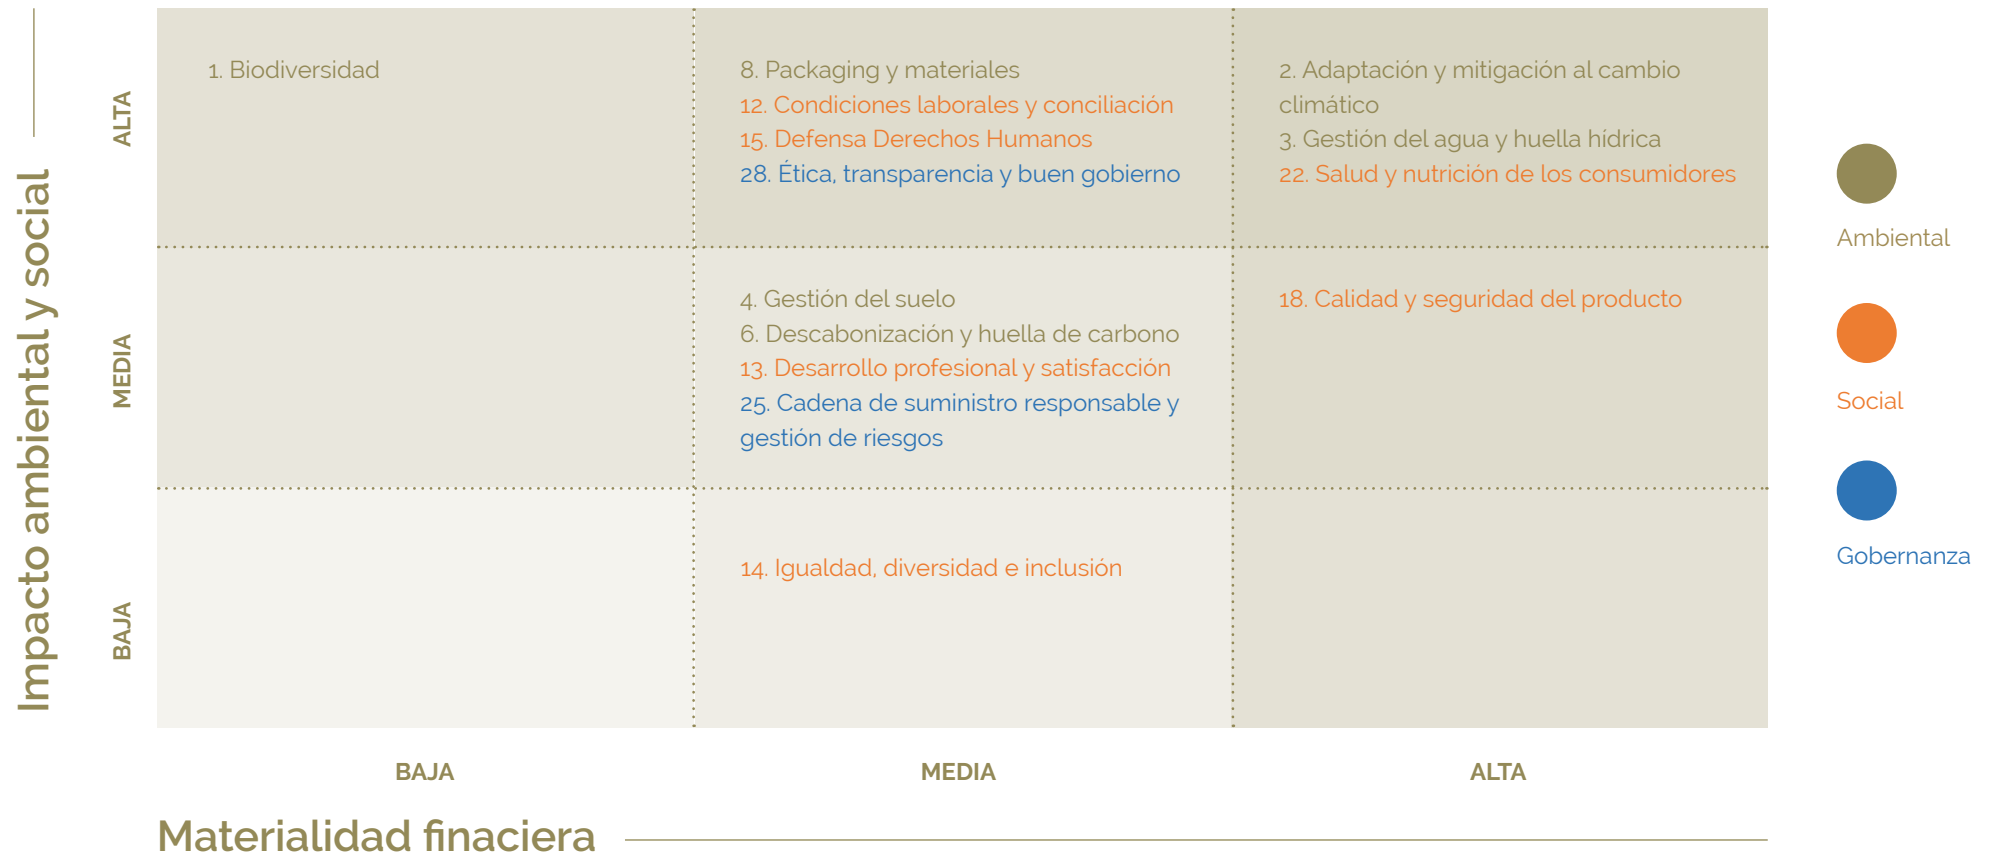 Impacto ambiental y social
ALTA
MEDIA
BAJA
1. Biodiversidad
8. Packaging y materiales
12. Condiciones laborales y conciliación
15. Defensa Derechos Humanos
28. Ética, transparencia y buen gobierno
2. Adaptación y mitigación al cambio
climático
3. Gestión del agua y huella hídrica
22. Salud y nutrición de los consumidores
4. Gestión del suelo
6. Descabonización y huella de carbono
13. Desarrollo profesional y satisfacción
25. Cadena de suministro responsable y
gestión de riesgos
18. Calidad y seguridad del producto
14. Igualdad, diversidad e inclusión
BAJA
MEDIA
ALTA
Materialidad finaciera
Ambiental
Social
Gobernanza